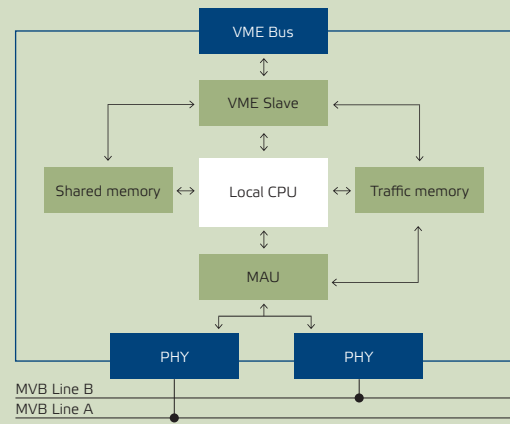 VME Bus
VME Slave
Shared memory
Local CPU
Traffic memory
MAU
PHY
PHY
MVB Line B
MVB Line A